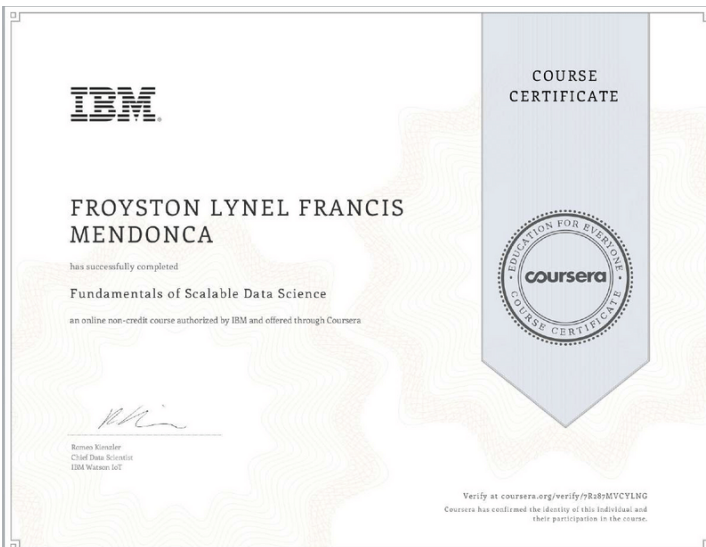 IBM
FROYSTON LYNEL FRANCIS
MENDONCA
has successfully completed
Fundamentals of Scalable Data Science
an online non-credit course authorized by IBM and offered through Coursera
Romeo Kienzler
Chief Data Scientist
IBM Watson IoT
COURSE
CERTIFICATE
EDUCATION FOR EVERYONE
coursera
COURSE CERTIFICATE
Verify at coursera.org/verify/7R287MVCYLNG
Coursera has confirmed the identity of this individual and
their participation in the course.